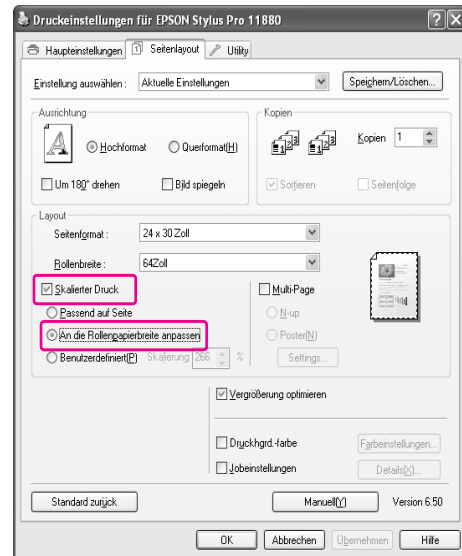 Druckeinstellungen für EPSON Stylus Pro 11880
Haupteinstellungen Seitenlayout Utility
Einstellung auswählen : Aktuelle Einstellungen Speichern/Löschen...
Ausrichtung
Hochformat Querformat(H)
Um 180° drehen Bild spiegeln
Kopien
Kopien 1
Sortieren Seitenfolge
Layout
Seitenformat : 24 x 30 Zoll
Rollenbreite : 64Zoll
Skalierter Druck
Passend auf Seite
An die Rollenpapierbreite anpassen
Benutzerdefiniert(P) Skalierung 266 %
Multi-Page
N-up
Poster(N)
Settings...
Vergrößerung optimieren
Druckhgrd.-farbe Farbeinstellungen...
Jobeinstellungen Details(X)...
Standard zurück Manuell(Y) Version 6.50
OK Abbrechen Übernehmen Hilfe